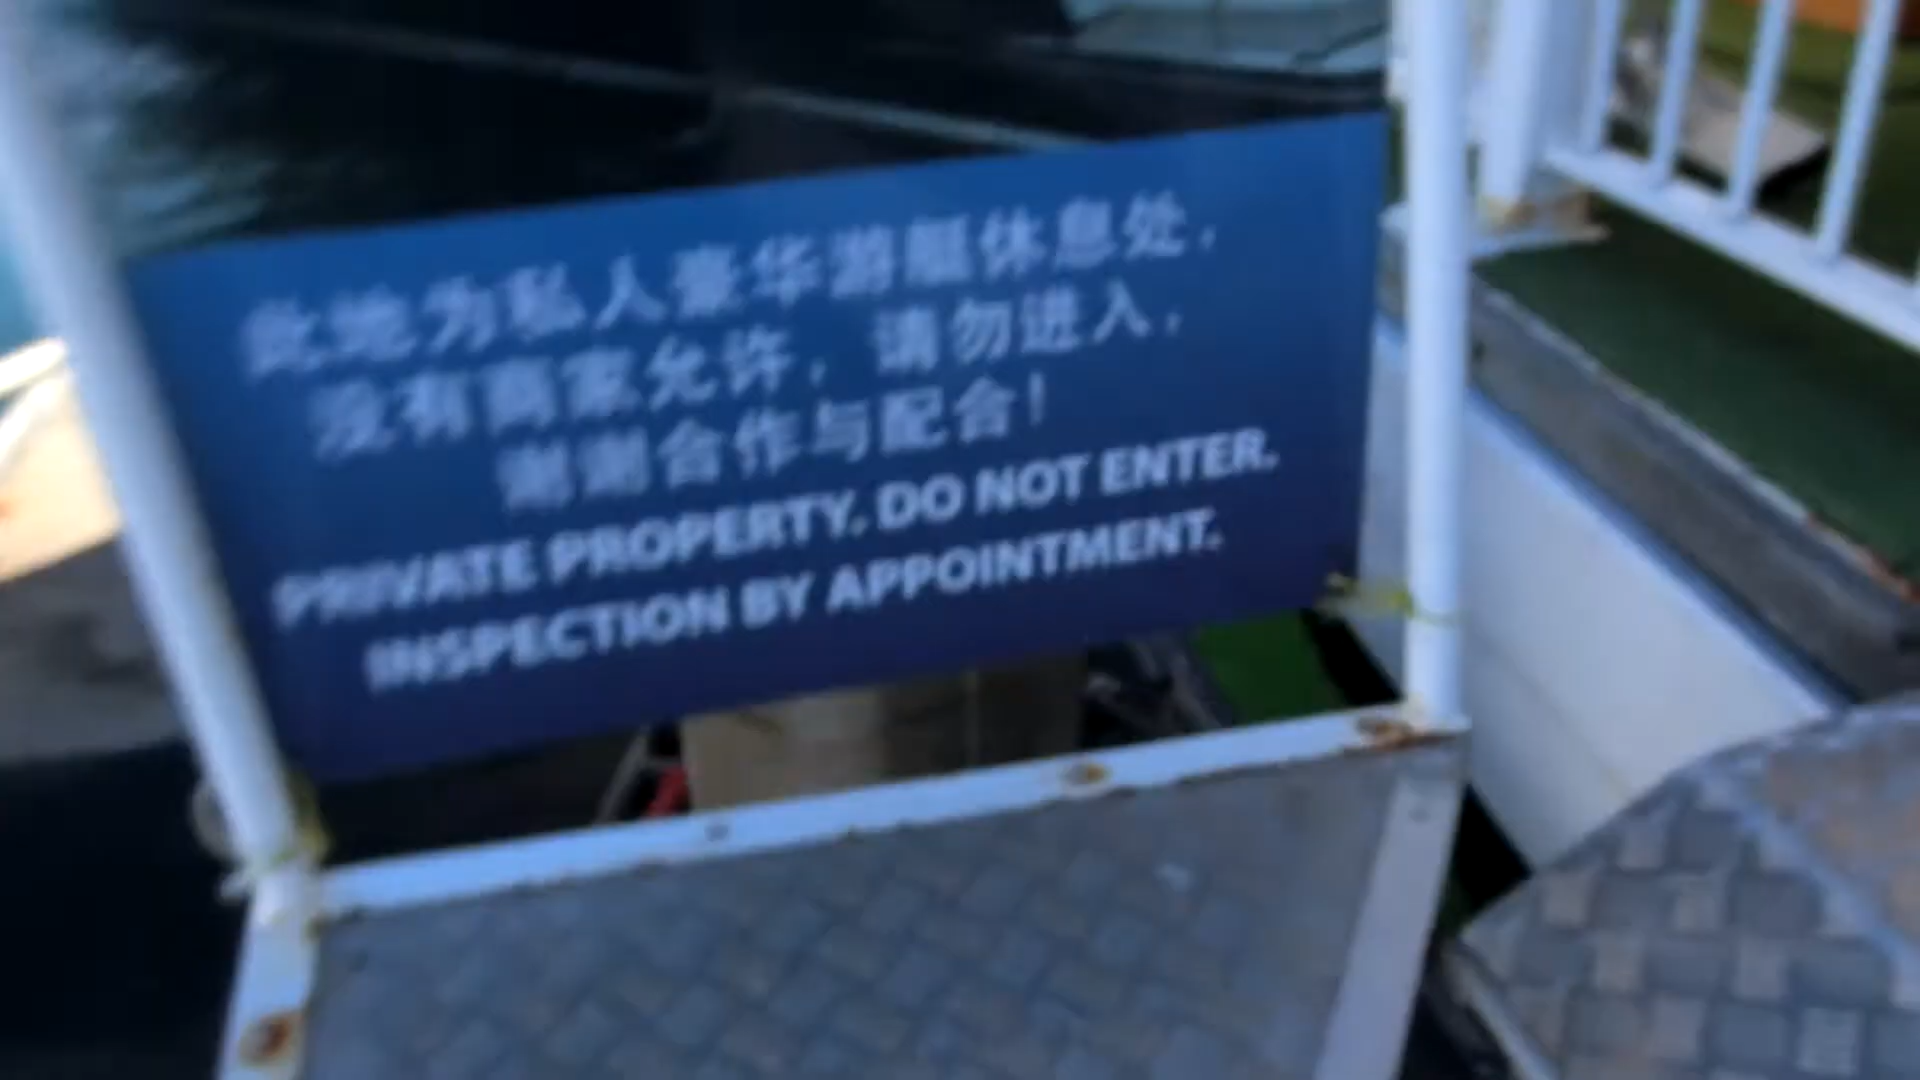 此地为私人豪华游艇休息处，
没有商家允许，请勿进入，
谢谢合作与配合！
PRIVATE PROPERTY. DO NOT ENTER.
INSPECTION BY APPOINTMENT.